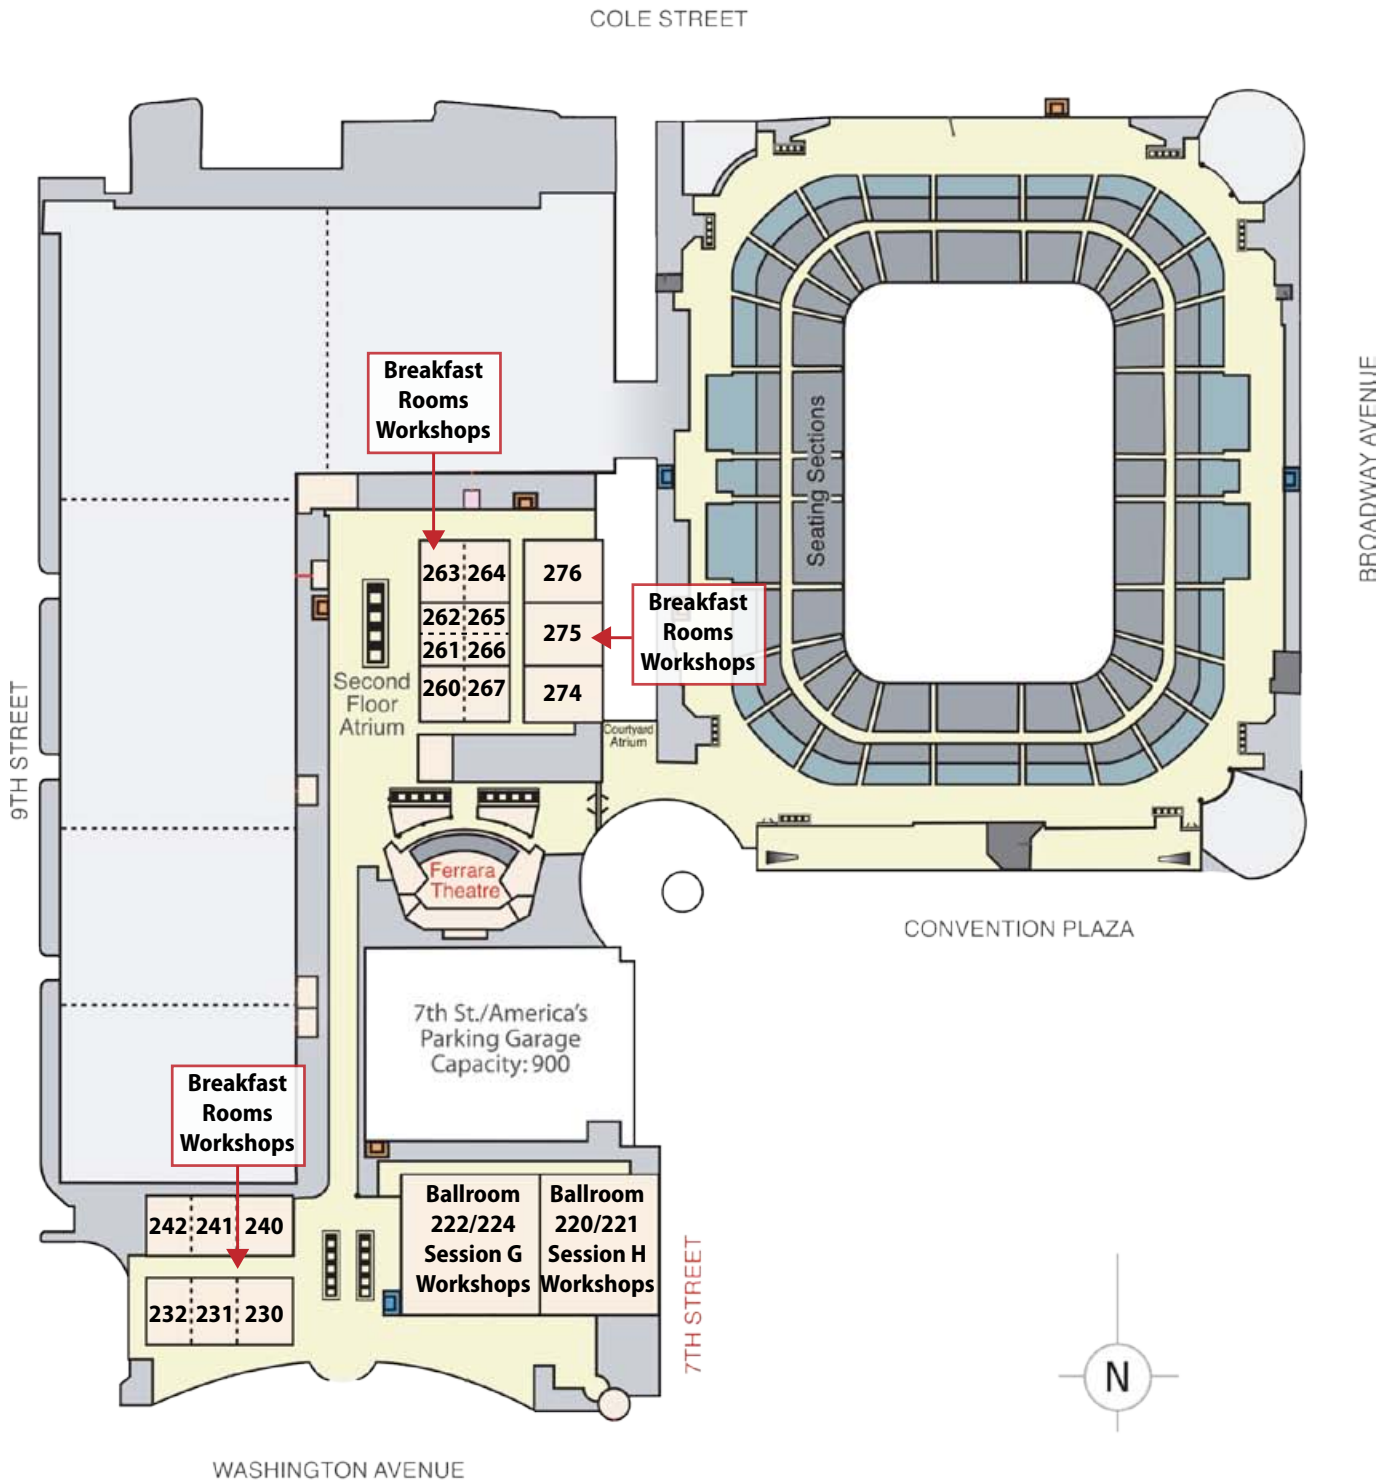 COLE STREET
BROADWAY AVENUE
Breakfast
Rooms
Workshops
Seating Sections
263 264
276
262 265
261 266
275
260 267
274
Breakfast
Rooms
Workshops
Second
Floor
Atrium
Courtyard
Atrium
9TH STREET
Ferrara
Theatre
CONVENTION PLAZA
7th St./America's
Parking Garage
Capacity: 900
Breakfast
Rooms
Workshops
242 241 240
232 231 230
Ballroom
222/224
Session G
Workshops
Ballroom
220/221
Session H
Workshops
7TH STREET
N
WASHINGTON AVENUE